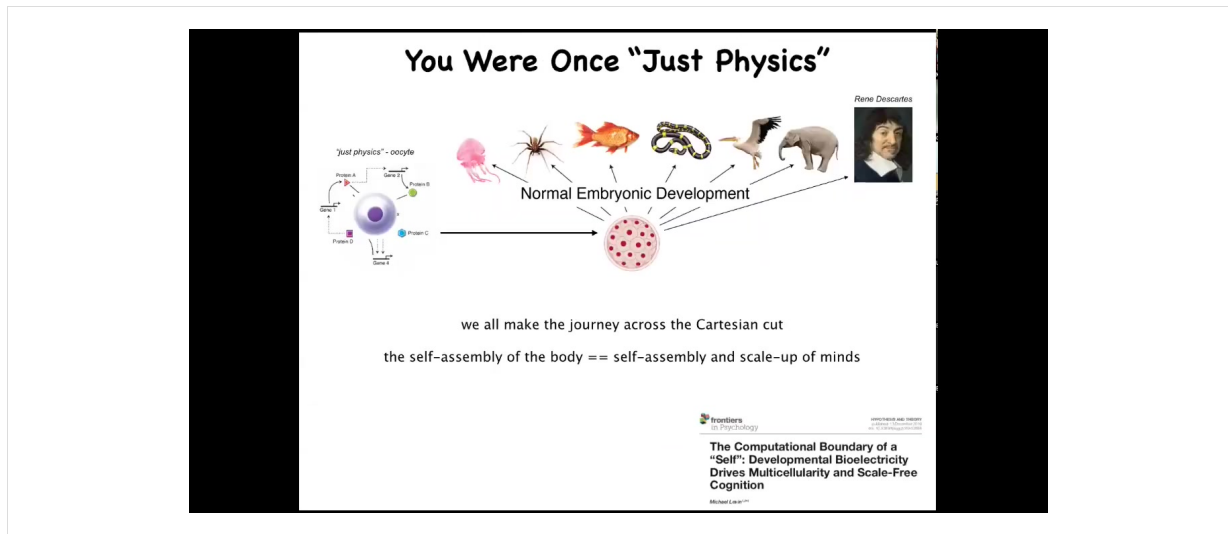 You Were Once “Just Physics”
Rene Descartes
"just physics" - oocyte
Protein A
Gene 3
Protein B
Gene 1
Normal Embryonic Development
Protein D
Protein C
Gene 4
we all make the journey across the Cartesian cut
the self-assembly of the body == self-assembly and scale-up of minds
frontiers
in Psychology
HYPOTHESIS AND THEORY
The Computational Boundary of a
“Self”: Developmental Bioelectricity
Drives Multicellularity and Scale-Free
Cognition
Michael Levin